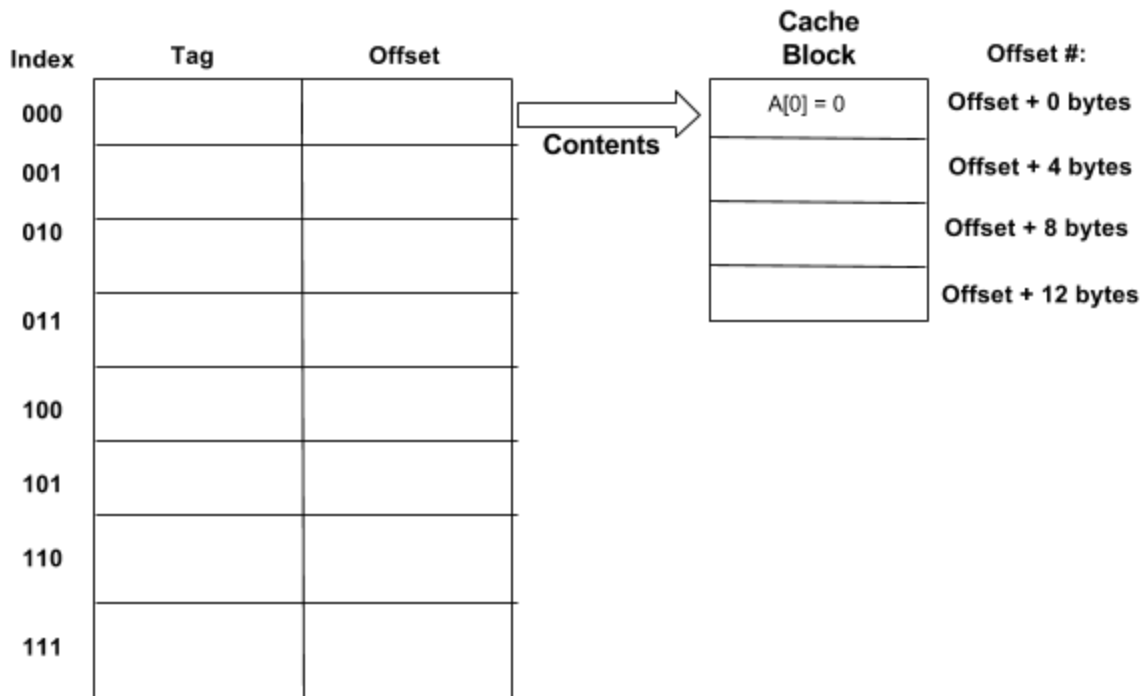 Index
Tag
Offset
Cache
Block
Offset #:
000
A[0] = 0
Offset + 0 bytes
Contents
001
Offset + 4 bytes
010
Offset + 8 bytes
011
Offset + 12 bytes
100
101
110
111